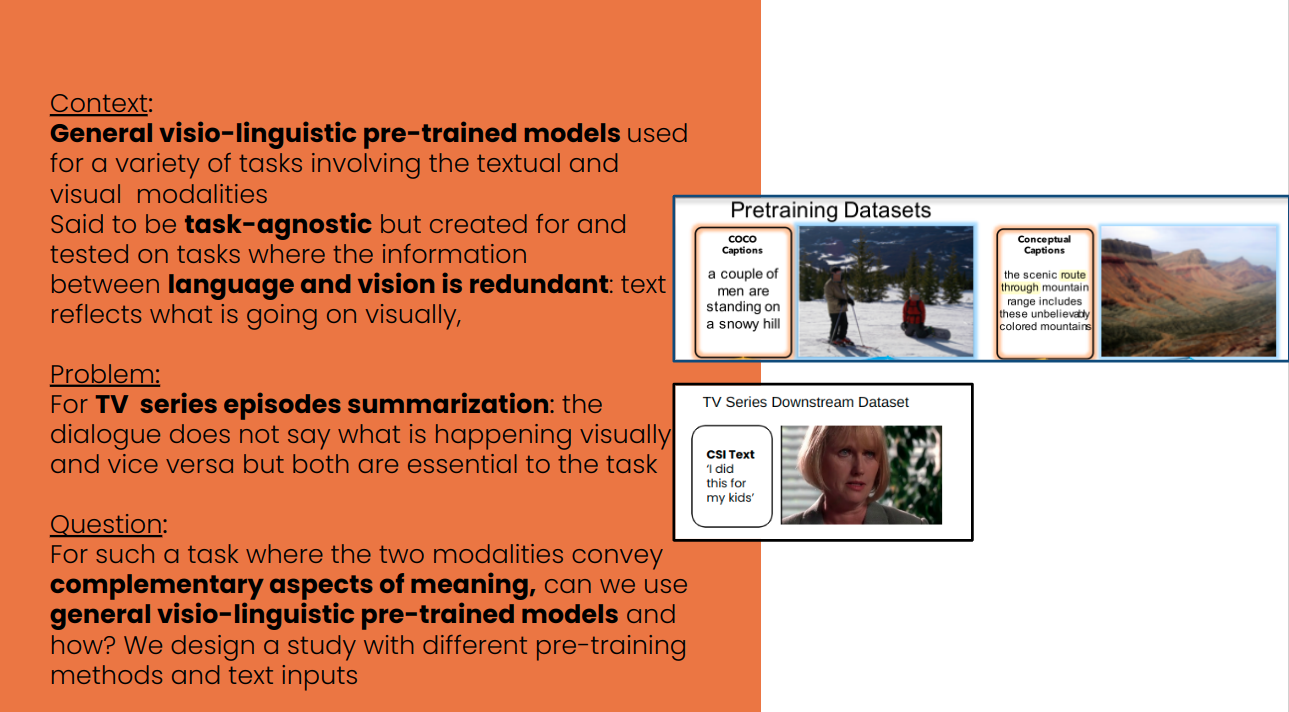 Context:
General visio-linguistic pre-trained models used
for a variety of tasks involving the textual and
visual modalities
Said to be task-agnostic but created for and
tested on tasks where the information
between language and vision is redundant: text
reflects what is going on visually,
Problem:
For TV series episodes summarization: the
dialogue does not say what is happening visually
and vice versa but both are essential to the task
Question:
For such a task where the two modalities convey
complementary aspects of meaning, can we use
general visio-linguistic pre-trained models and
how? We design a study with different pre-training
methods and text inputs
Pretraining Datasets
COCO
Captions
a couple of
men are
standing on
a snowy hill
Conceptual
Captions
the scenic route
through mountain
range includes
these unbelievably
colored mountains
TV Series Downstream Dataset
CSI Text
'I did
this for
my kids'